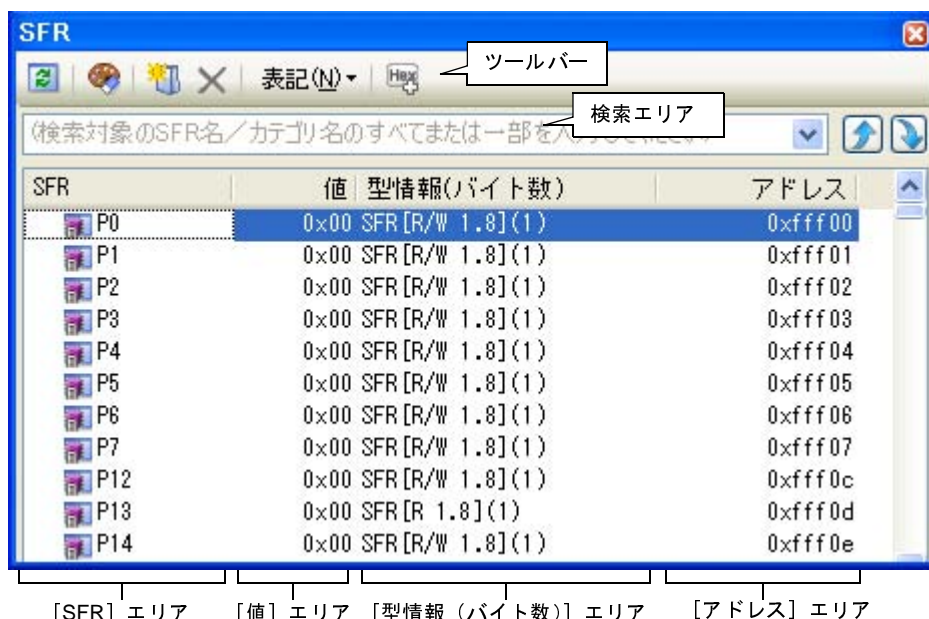 SFR
表記(N)
Hex
ツールバー
検索エリア
(検索対象のSFR名／カテゴリ名のすべてまたは一部を
SFR 値 型情報(バイト数) アドレス
P0 0x00 SFR[R/W 1.8](1) 0xfff00
P1 0x00 SFR[R/W 1.8](1) 0xfff01
P2 0x00 SFR[R/W 1.8](1) 0xfff02
P3 0x00 SFR[R/W 1.8](1) 0xfff03
P4 0x00 SFR[R/W 1.8](1) 0xfff04
P5 0x00 SFR[R/W 1.8](1) 0xfff05
P6 0x00 SFR[R/W 1.8](1) 0xfff06
P7 0x00 SFR[R/W 1.8](1) 0xfff07
P12 0x00 SFR[R/W 1.8](1) 0xfff0c
P13 0x00 SFR[R 1.8](1) 0xfff0d
P14 0x00 SFR[R/W 1.8](1) 0xfff0e
［SFR］エリア ［値］エリア ［型情報（バイト数）］エリア ［アドレス］エリア